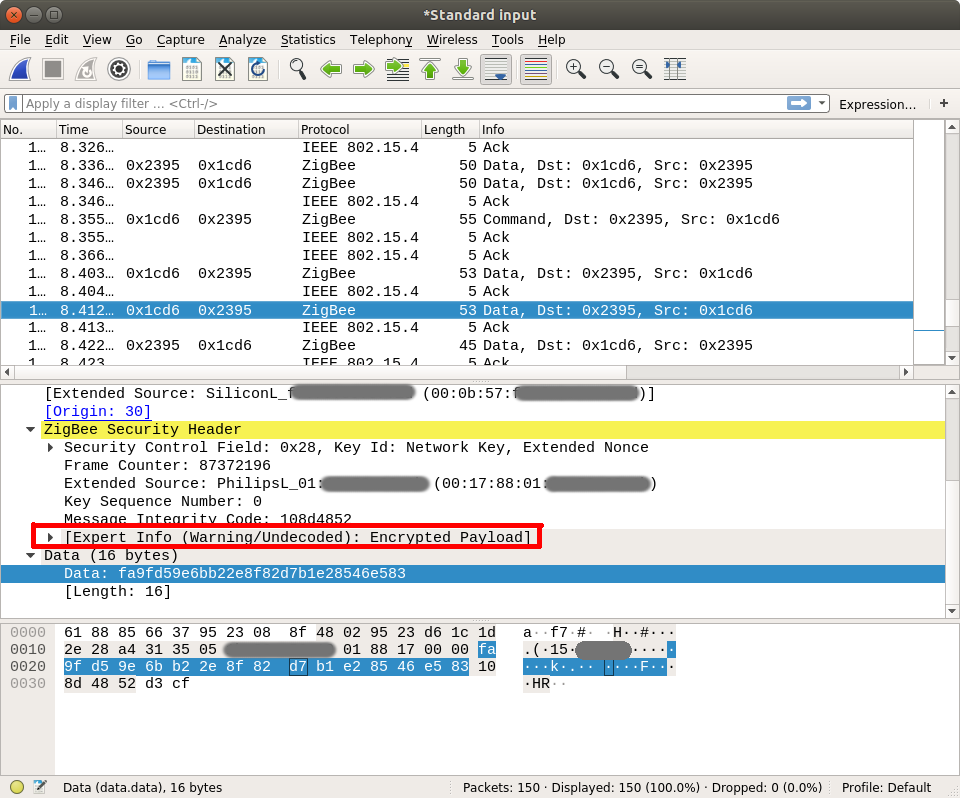 *Standard input
File Edit View Go Capture Analyze Statistics Telephony Wireless Tools Help
Apply a display filter ... <Ctrl-/> Expression... +
No. Time Source Destination Protocol Length Info
1… 8.326… IEEE 802.15.4 5 Ack
1… 8.336… 0x2395 0x1cd6 ZigBee 50 Data, Dst: 0x1cd6, Src: 0x2395
1… 8.346… 0x2395 0x1cd6 ZigBee 50 Data, Dst: 0x1cd6, Src: 0x2395
1… 8.346… IEEE 802.15.4 5 Ack
1… 8.355… 0x1cd6 0x2395 ZigBee 55 Command, Dst: 0x2395, Src: 0x1cd6
1… 8.355… IEEE 802.15.4 5 Ack
1… 8.366… IEEE 802.15.4 5 Ack
1… 8.403… 0x1cd6 0x2395 ZigBee 53 Data, Dst: 0x2395, Src: 0x1cd6
1… 8.404… IEEE 802.15.4 5 Ack
1… 8.412… 0x1cd6 0x2395 ZigBee 53 Data, Dst: 0x2395, Src: 0x1cd6
1… 8.413… IEEE 802.15.4 5 Ack
1… 8.422… 0x2395 0x1cd6 ZigBee 45 Data, Dst: 0x1cd6, Src: 0x2395
1… 8.423… IEEE 802.15.4 5 Ack
[Extended Source: SiliconL_ (00:0b:57: )]
[Origin: 30]
ZigBee Security Header
Security Control Field: 0x28, Key Id: Network Key, Extended Nonce
Frame Counter: 87372196
Extended Source: PhilipsL_01: (00:17:88:01: )
Key Sequence Number: 0
Message Integrity Code: 108d4852
[Expert Info (Warning/Undecoded): Encrypted Payload]
Data (16 bytes)
Data: fa9fd59e6bb22e8f82d7b1e28546e583
[Length: 16]
0000 61 88 85 66 37 95 23 08 8f 48 02 95 23 d6 1c 1d a··f7·#· ·H··#···
0010 2e 28 a4 31 35 05 01 88 17 00 00 fa .(·15· ·····
0020 9f d5 9e 6b b2 2e 8f 82 d7 b1 e2 85 46 e5 83 10 ···k·.·· ····F···
0030 8d 48 52 d3 cf ·HR··
Data (data.data), 16 bytes Packets: 150 · Displayed: 150 (100.0%) · Dropped: 0 (0.0%) Profile: Default